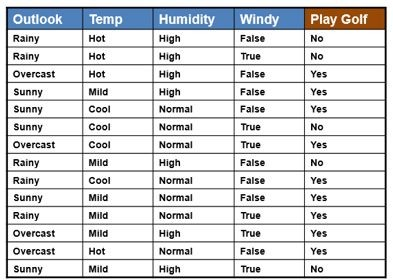 Outlook Temp Humidity Windy Play Golf
Rainy Hot High False No
Rainy Hot High True No
Overcast Hot High False Yes
Sunny Mild High False Yes
Sunny Cool Normal False Yes
Sunny Cool Normal True No
Overcast Cool Normal True Yes
Rainy Mild High False No
Rainy Cool Normal False Yes
Sunny Mild Normal False Yes
Rainy Mild Normal True Yes
Overcast Mild High True Yes
Overcast Hot Normal False Yes
Sunny Mild High True No